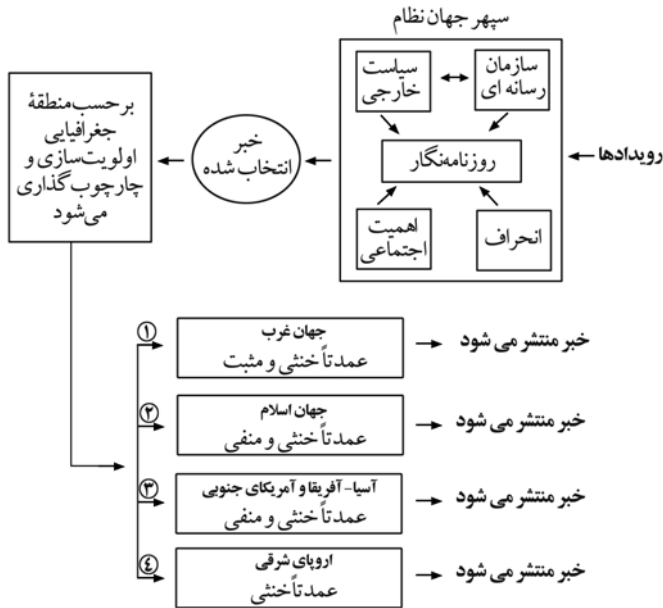 سپهر جهان نظام
سازمان
رسانه ای
سیاست
خارجی
رویدادها
روزنامه‌نگار
انحراف
اهمیت
اجتماعی
خبر
انتخاب شده
برحسب منطقهٔ
جغرافیایی
اولویت‌سازی و
چارچوب گذاری
می‌شود
①
جهان غرب
عمدتاً خنثی و مثبت
خبر منتشر می شود
②
جهان اسلام
عمدتاً خنثی و منفی
خبر منتشر می شود
③
آسیا- آفریقا و آمریکای جنوبی
عمدتاً خنثی و منفی
خبر منتشر می شود
④
اروپای شرقی
عمدتاً خنثی
خبر منتشر می شود